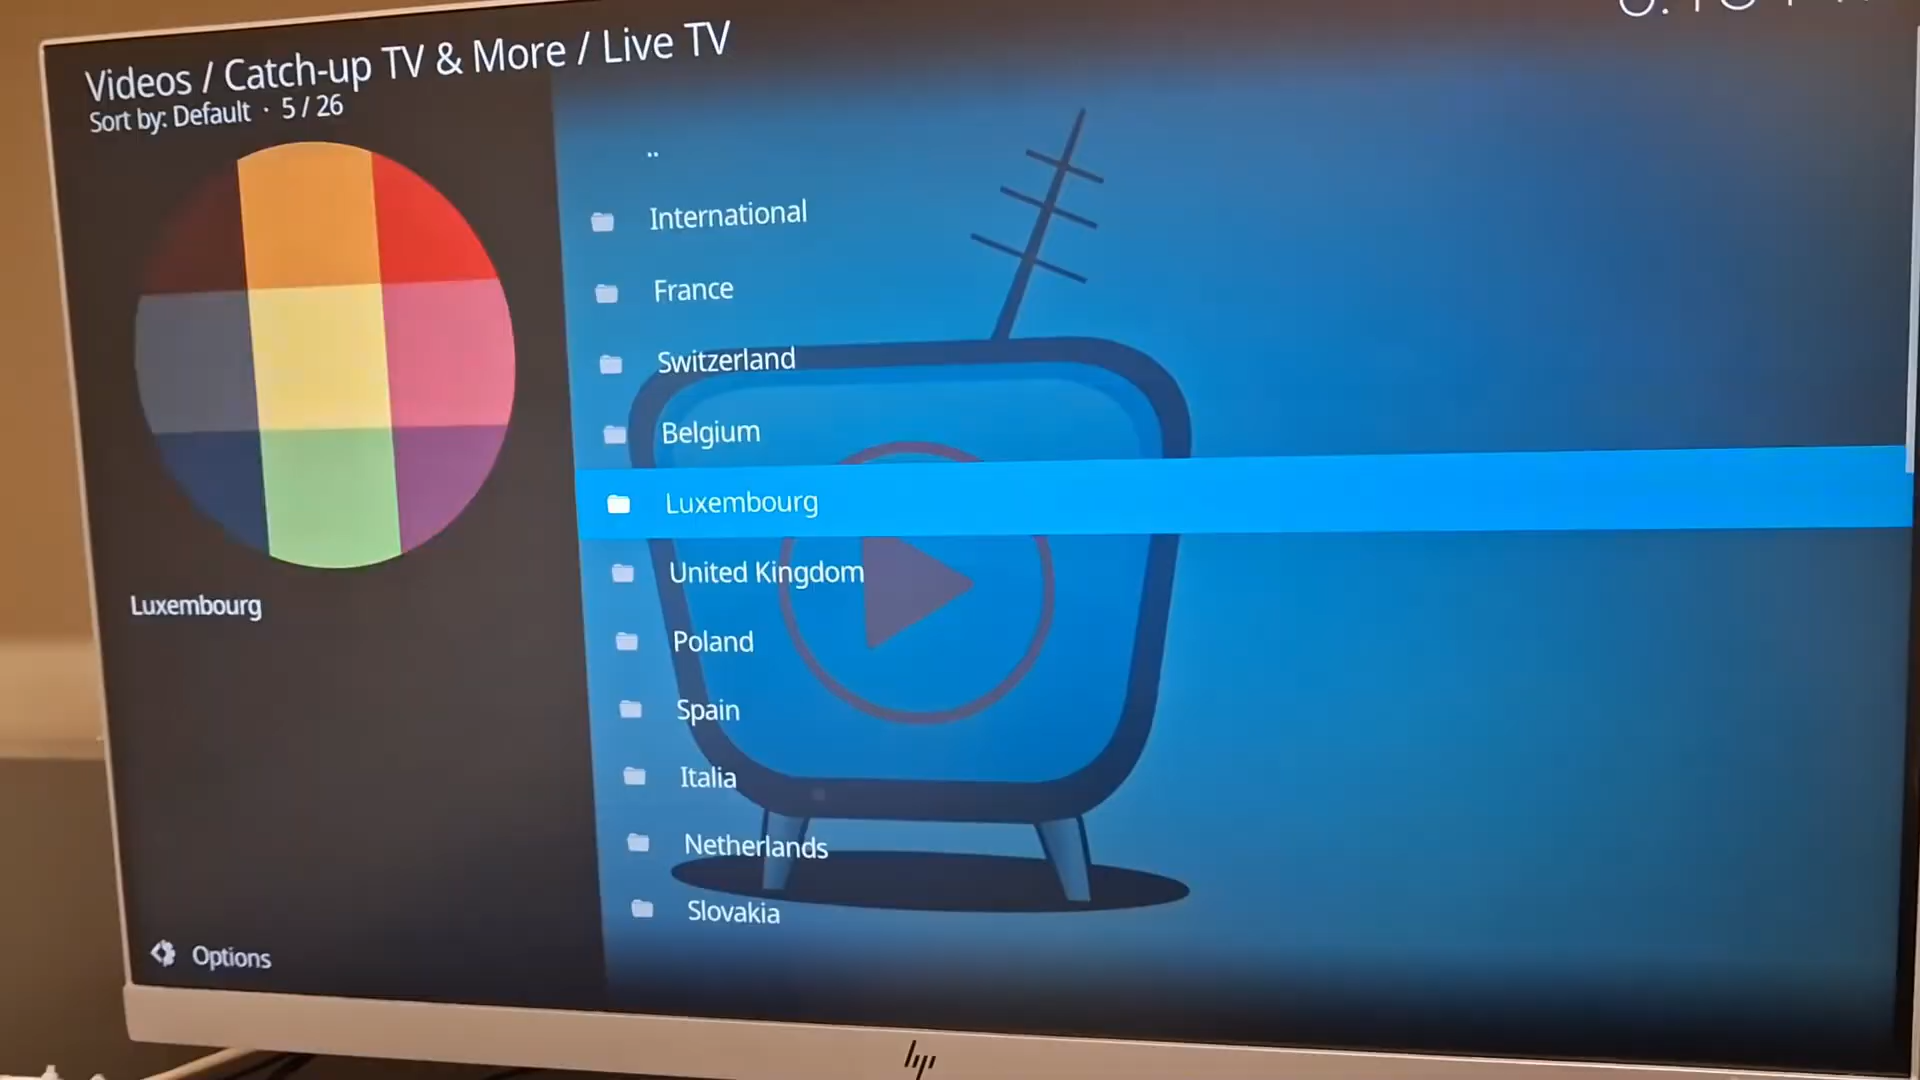 Videos / Catch-up TV & More / Live TV
Sort by: Default · 5 / 26
..
International
France
Switzerland
Belgium
Luxembourg
United Kingdom
Poland
Spain
Italia
Netherlands
Slovakia
Luxembourg
Options
hp